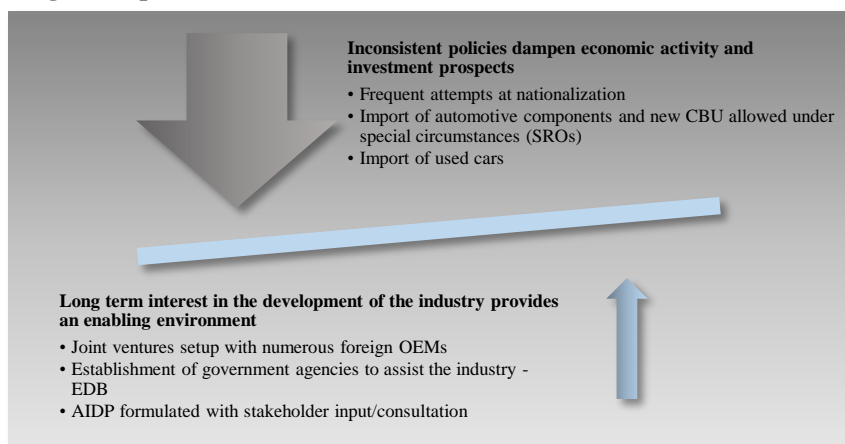 Inconsistent policies dampen economic activity and
investment prospects
• Frequent attempts at nationalization
• Import of automotive components and new CBU allowed under
special circumstances (SROs)
• Import of used cars
Long term interest in the development of the industry provides
an enabling environment
• Joint ventures setup with numerous foreign OEMs
• Establishment of government agencies to assist the industry -
EDB
• AIDP formulated with stakeholder input/consultation